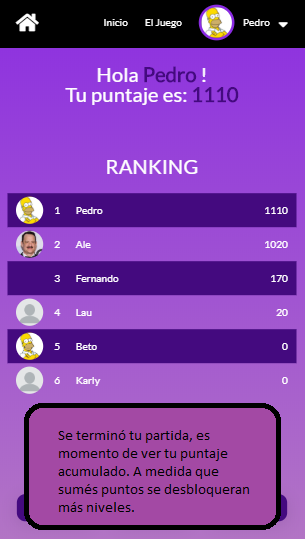 Inicio El Juego Pedro
Hola Pedro !
Tu puntaje es: 1110
RANKING
1 Pedro 1110
2 Ale 1020
3 Fernando 170
4 Lau 20
5 Beto 0
6 Karly 0
Se terminó tu partida, es
momento de ver tu puntaje
acumulado. A medida que
sumés puntos se desbloqueran
más niveles.